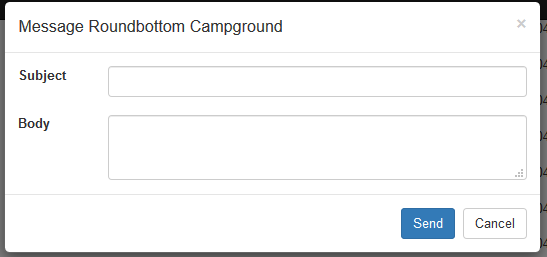 Message Roundbottom Campground ×
Subject
Body
Send Cancel